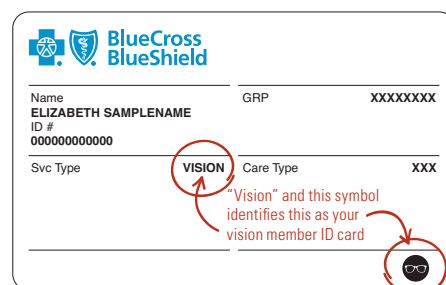 BlueCross
BlueShield
Name
ELIZABETH SAMPLENAME
ID #
000000000000
GRP XXXXXXXX
Svc Type VISION
Care Type XXX
"Vision" and this symbol
identifies this as your
vision member ID card